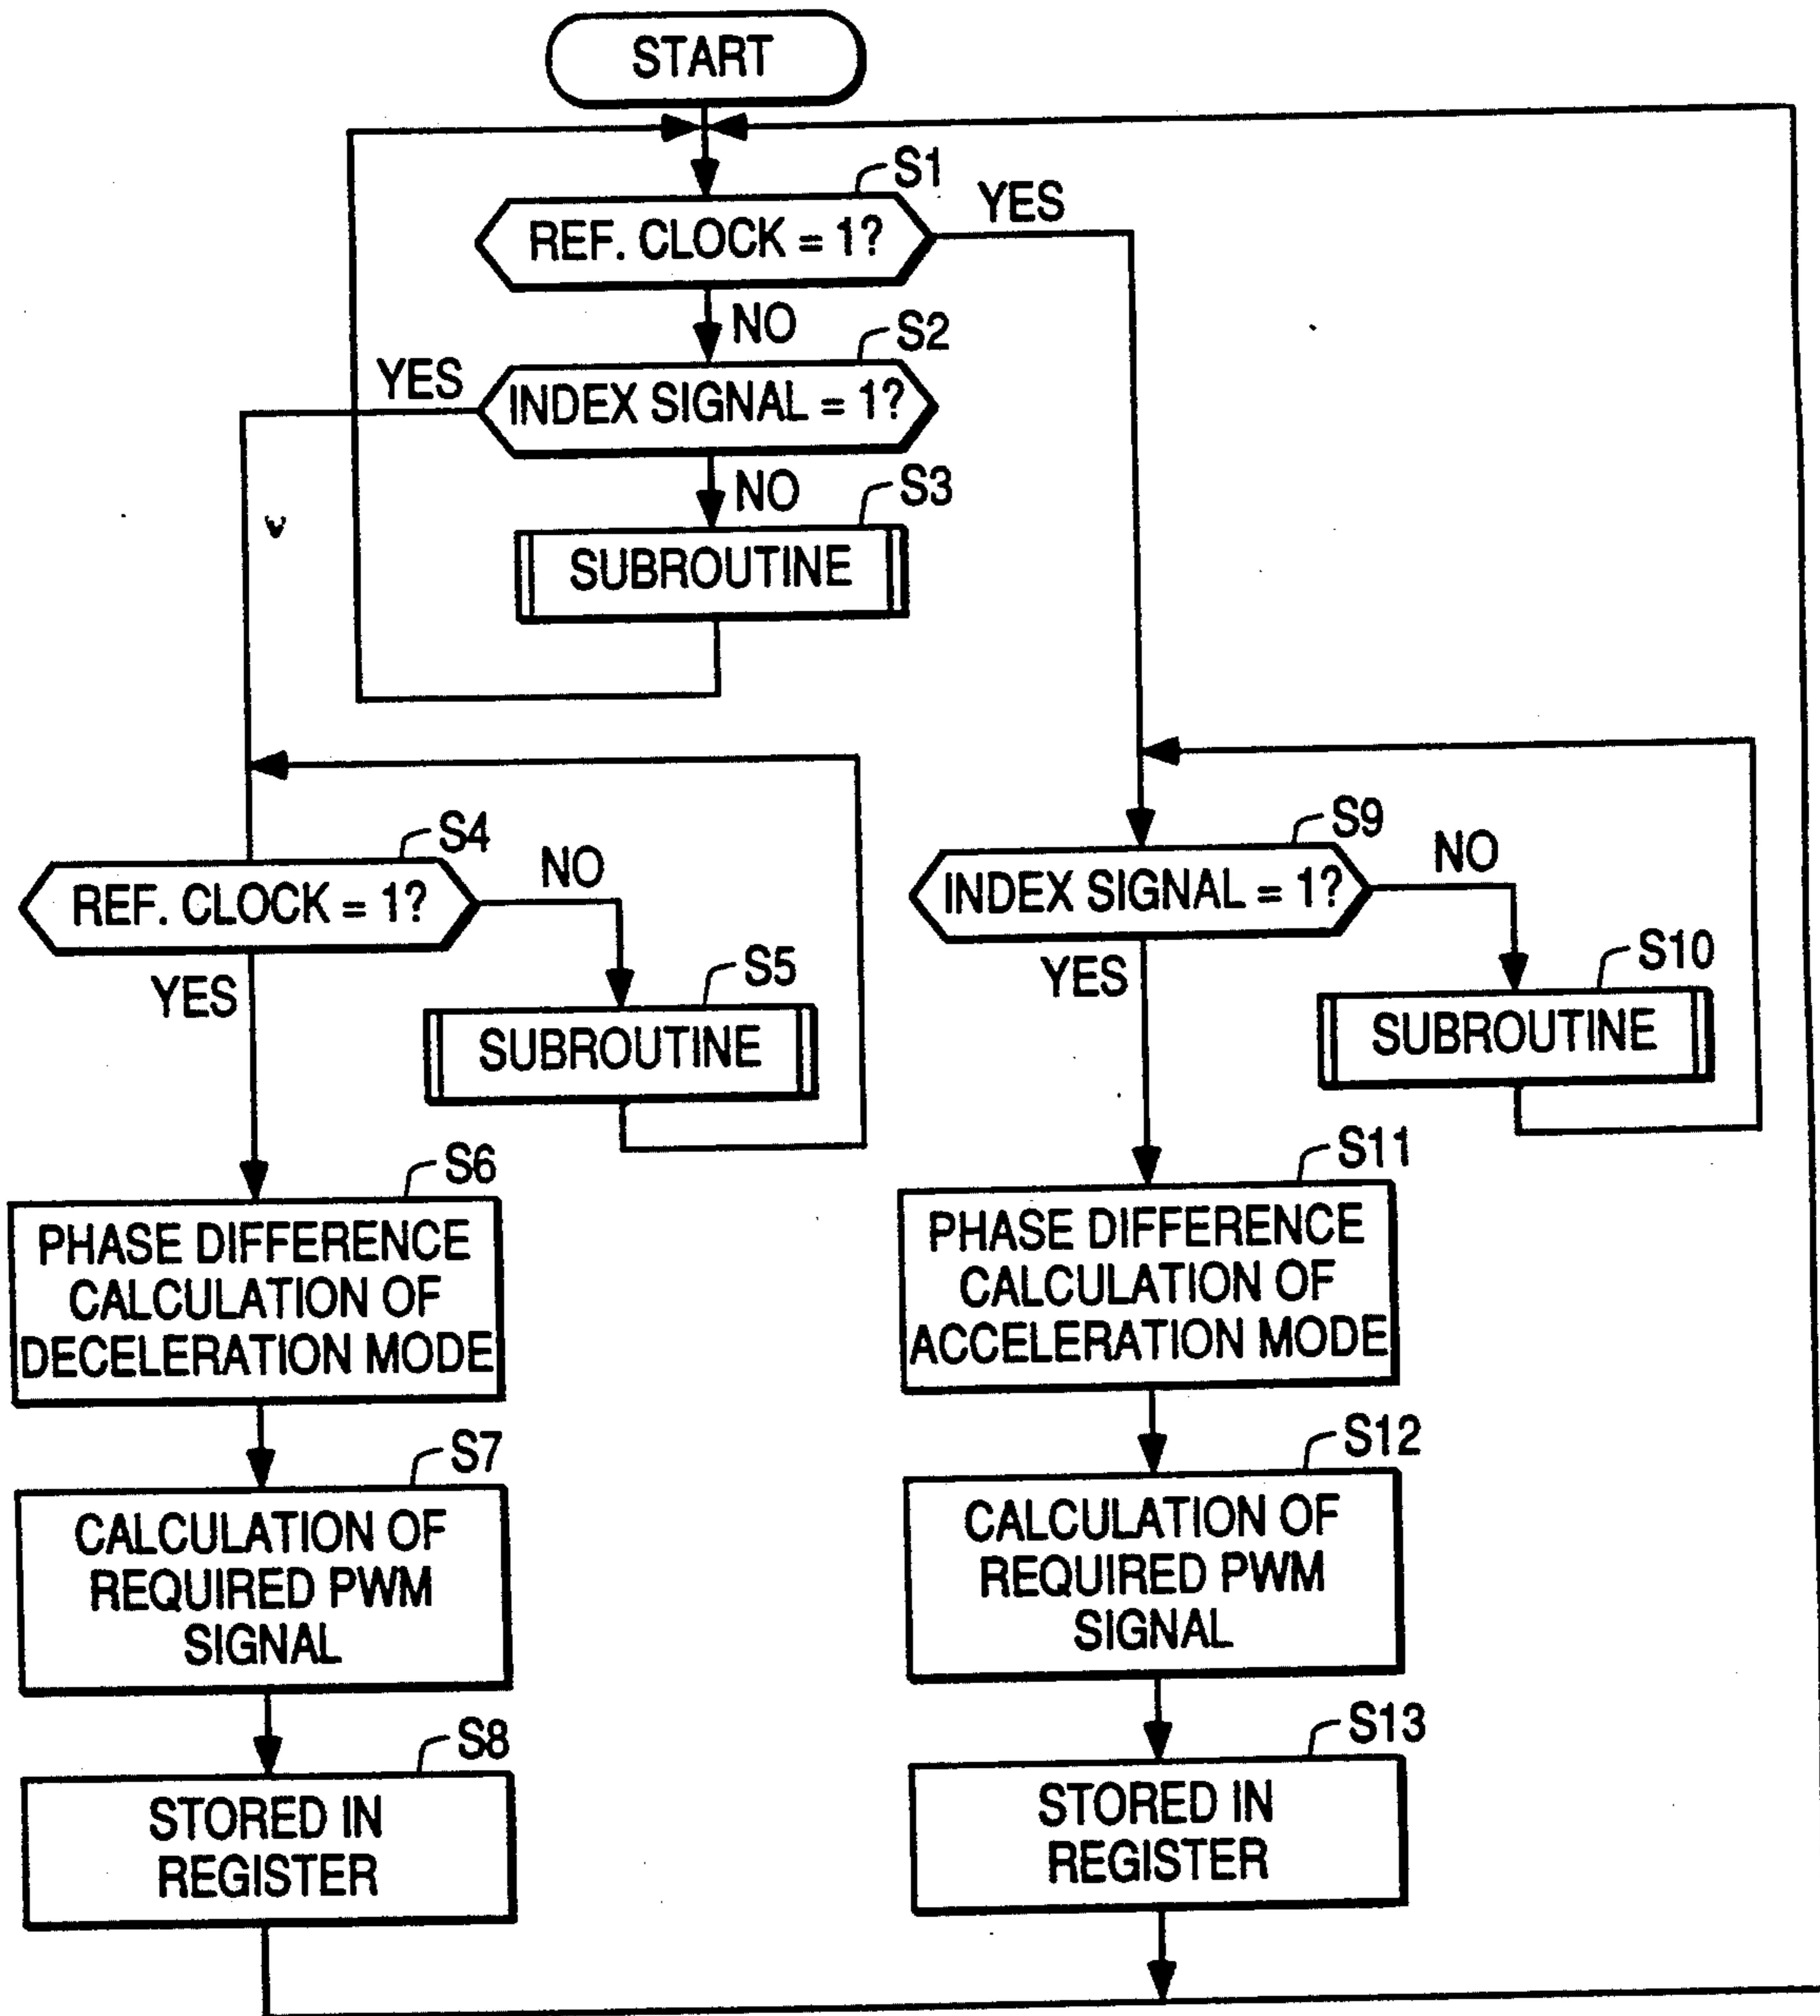 START
S1
REF. CLOCK = 1?
YES
NO
S2
INDEX SIGNAL = 1?
YES
NO
S3
SUBROUTINE
S4
REF. CLOCK = 1?
NO
YES
S5
SUBROUTINE
S6
PHASE DIFFERENCE
CALCULATION OF
DECELERATION MODE
S7
CALCULATION OF
REQUIRED PWM
SIGNAL
S8
STORED IN
REGISTER
S9
INDEX SIGNAL = 1?
NO
YES
S10
SUBROUTINE
S11
PHASE DIFFERENCE
CALCULATION OF
ACCELERATION MODE
S12
CALCULATION OF
REQUIRED PWM
SIGNAL
S13
STORED IN
REGISTER